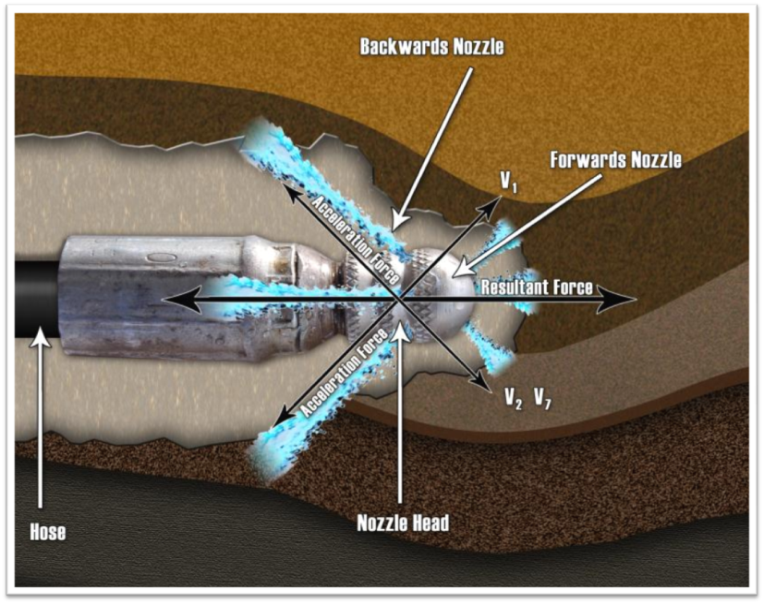 Backwards Nozzle
Forwards Nozzle
V1
Acceleration Force
Resultant Force
Acceleration Force
V2 V7
Nozzle Head
Hose